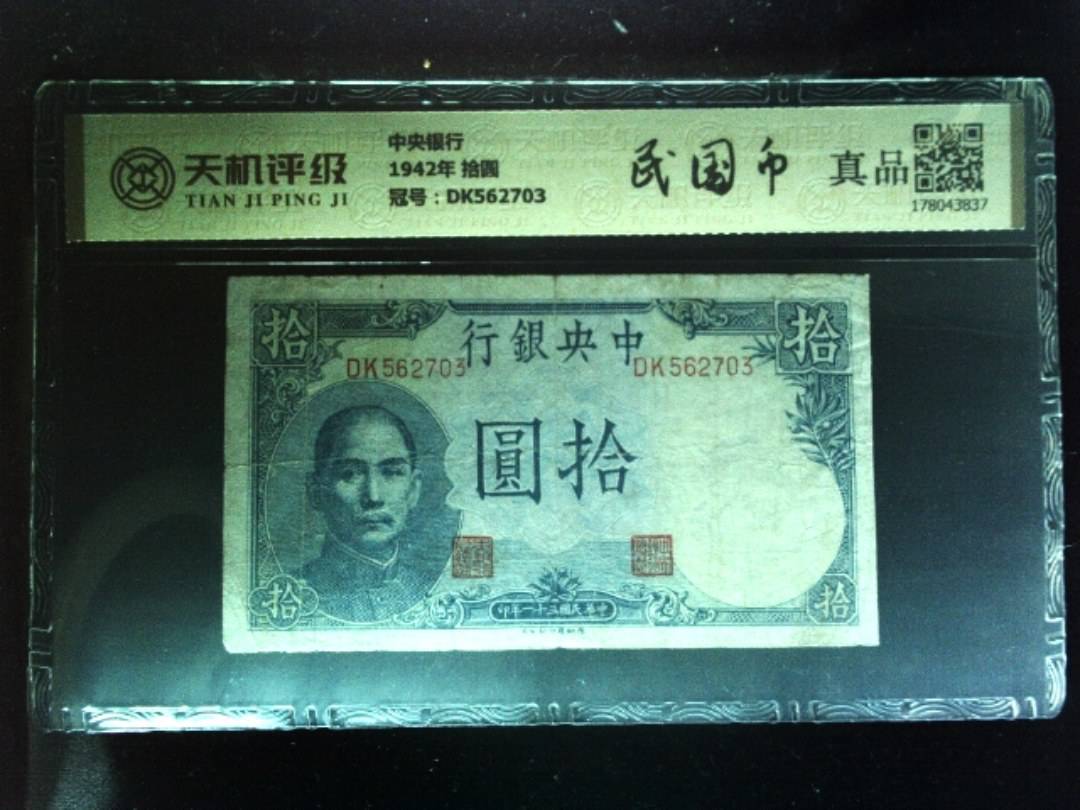 天机评级
TIAN JI PING JI
中央银行
1942年 拾圆
冠号：DK562703
民国币
真品
178043837
拾
行銀央中
拾
DK562703
DK562703
圓拾
拾
印年一十三國民華中
拾